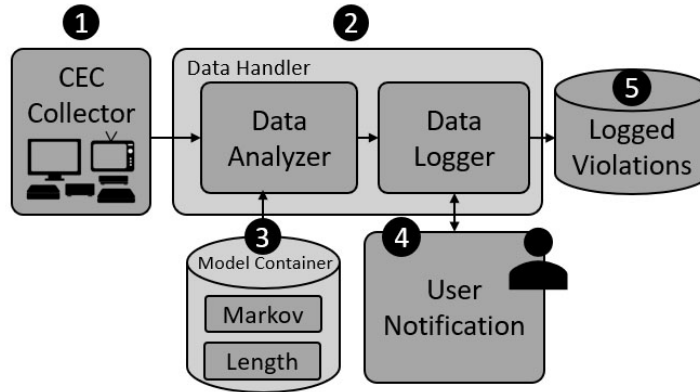 1
2
CEC
Collector
Data Handler
Data
Analyzer
Data
Logger
5
Logged
Violations
3
Model Container
Markov
Length
4
User
Notification